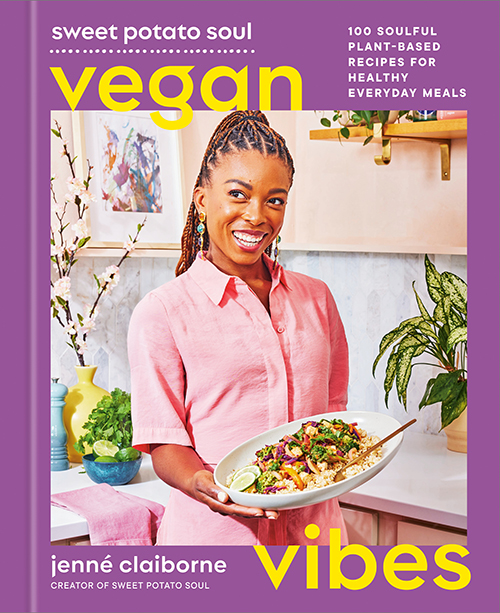 sweet potato soul
vegan
100 SOULFUL
PLANT-BASED
RECIPES FOR
HEALTHY
EVERYDAY MEALS
jenné claiborne
CREATOR OF SWEET POTATO SOUL
vibes